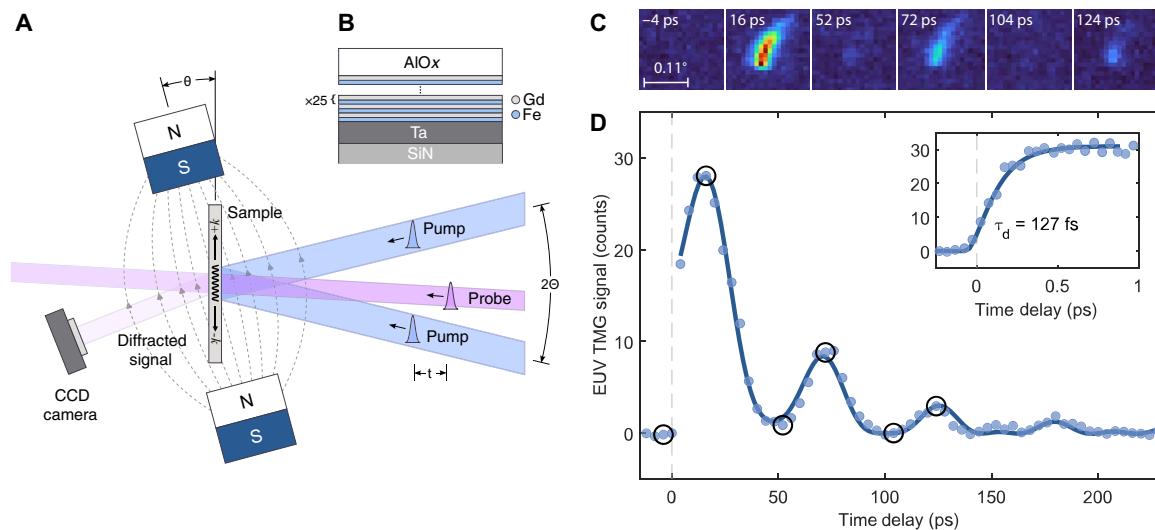 A
θ
N
S
Sample
+k
-k
Pump
Probe
Pump
2Θ
t
Diffracted
signal
CCD
camera
N
S
B
AlOx
×25
Gd
Fe
Ta
SiN
C
−4 ps
16 ps
52 ps
72 ps
104 ps
124 ps
0.11°
D
EUV TMG signal (counts)
30
20
10
0
0
50
100
150
200
Time delay (ps)
30
20
10
0
τd = 127 fs
0
0.5
1
Time delay (ps)